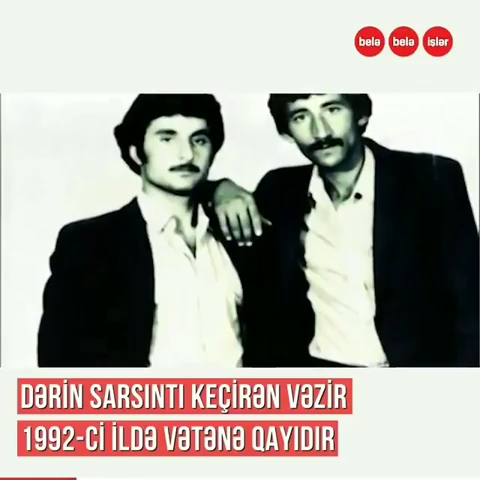 belə belə işlər
DƏRİN SARSINTI KEÇİRƏN VƏZİR
1992-Cİ İLDƏ VƏTƏNƏ QAYIDIR